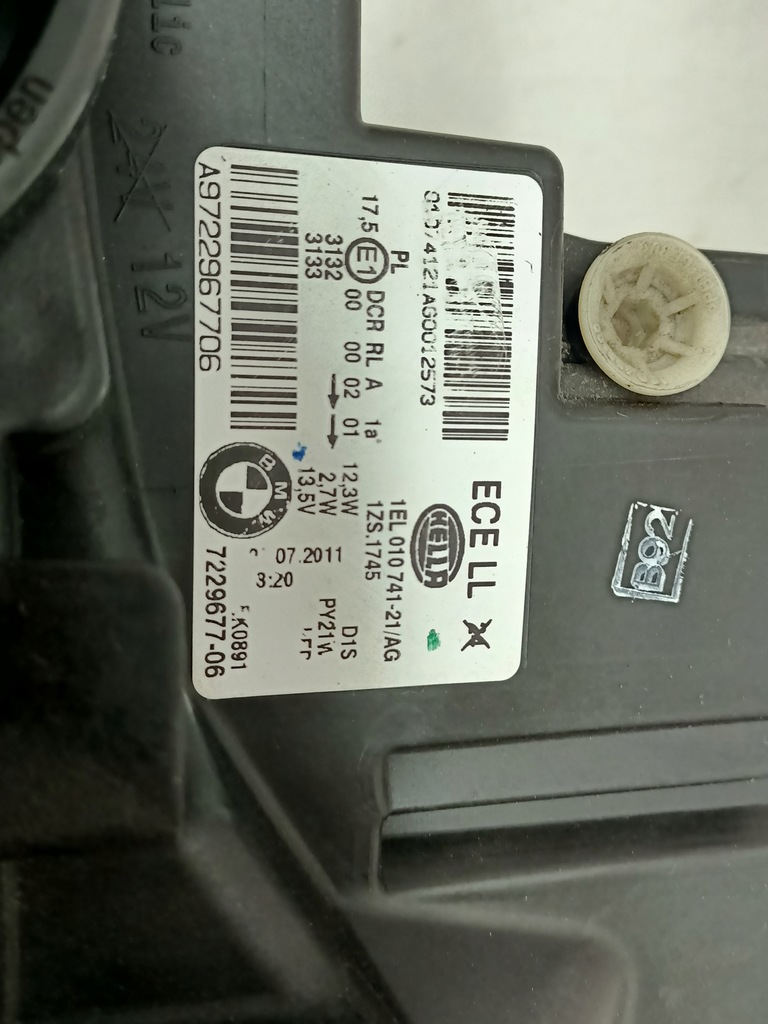 ECE LL
HELLA
1EL 010 741-21/AG
1ZS.1745
PL
17,5 E1 DCR RL A 1a
3132 00 00 02 01 12,3W
3133 → → 2,7W
13,5V
D1S
PY21W
07.2011
3:20
BMW
K0891
7229677-06
A9722967706
12V
B92